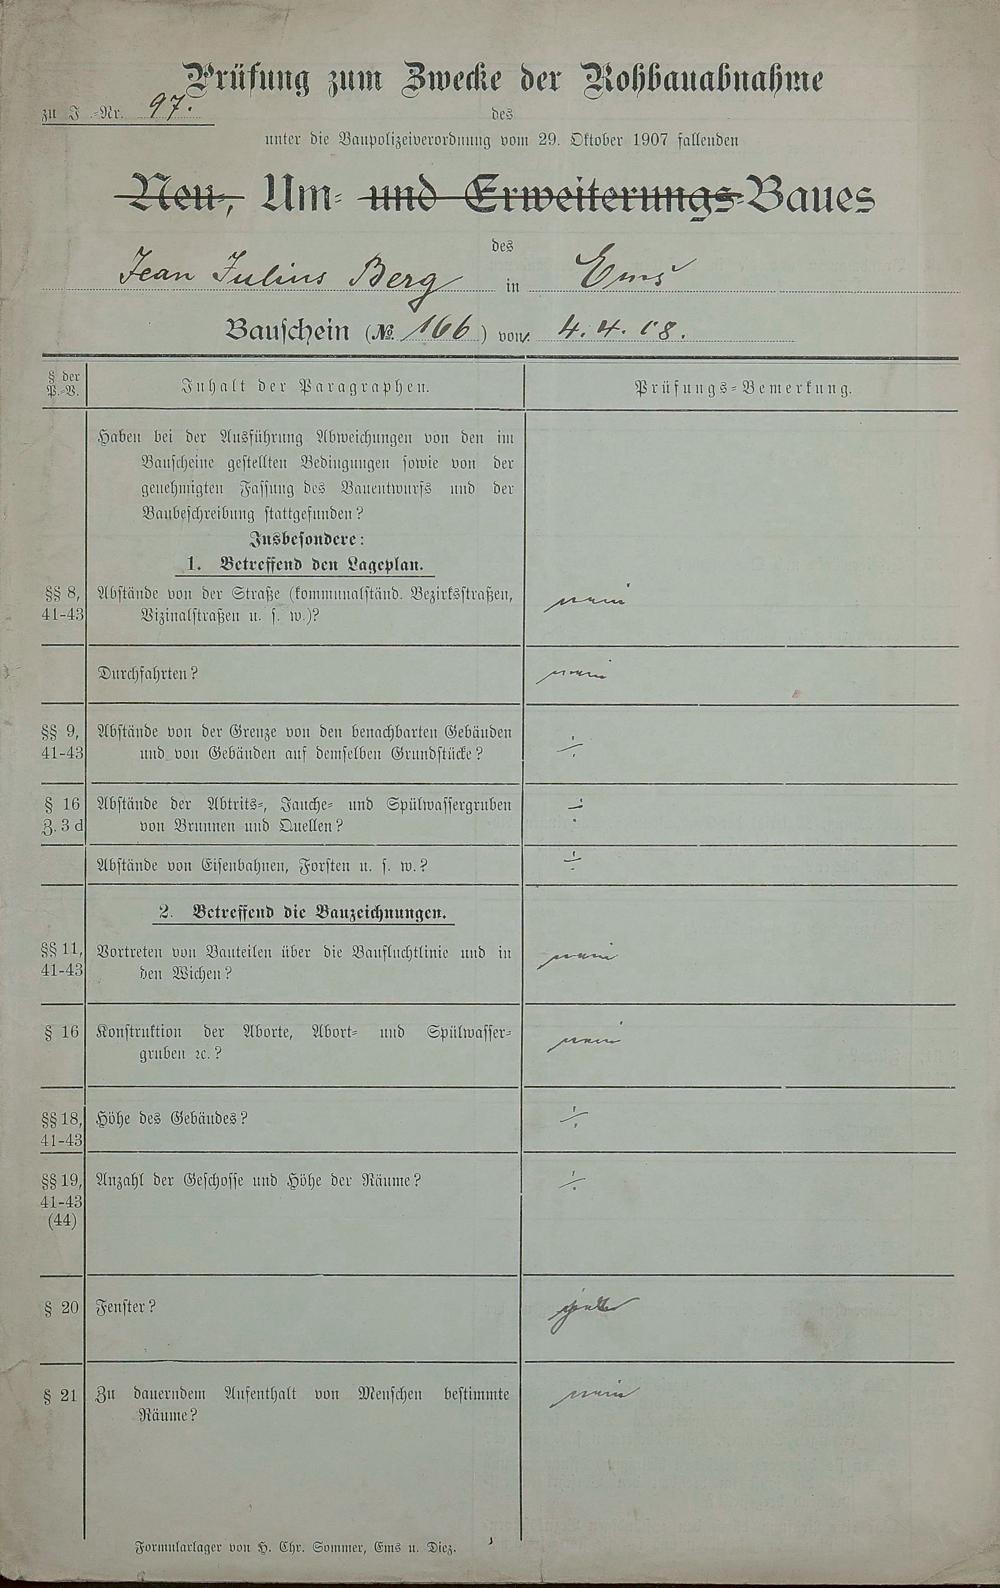 Prüfung zum Zwecke der Rohbauabnahme
zu J.-Nr. 97.
des
unter die Baupolizeiverordnung vom 29. Oktober 1907 fallenden
Neu-, Um- und Erweiterungs-Baues
des
Jean Julius Berg in Ems
Bauschein (№ 166) vom 4. 4. 08.
§ der P.-V. Inhalt der Paragraphen. Prüfungs-Bemerkung.
Haben bei der Ausführung Abweichungen von den im
Bauscheine gestellten Bedingungen sowie von der
genehmigten Fassung des Bauentwurfs und der
Baubeschreibung stattgefunden?
Insbesondere:
1. Betreffend den Lageplan.
§§ 8, Abstände von der Straße (kommunalständ. Bezirksstraßen, nein
41-43 Vizinalstraßen u. s. w.)?
Durchfahrten? nein
§§ 9, Abstände von der Grenze von den benachbarten Gebäuden
41-43 und von Gebäuden auf demselben Grundstücke? ÷
§ 16 Abstände der Abtrits-, Jauche- und Spülwassergruben ÷
Z. 3 d von Brunnen und Quellen?
Abstände von Eisenbahnen, Forsten u. s. w.? ÷
2. Betreffend die Bauzeichnungen.
§§ 11, Vortreten von Bauteilen über die Baufluchtlinie und in nein
41-43 den Wichen?
§ 16 Konstruktion der Aborte, Abort- und Spülwasser- nein
gruben ꝛc.?
§§ 18, Höhe des Gebäudes? ÷
41-43
§§ 19, Anzahl der Geschosse und Höhe der Räume? ÷
41-43
(44)
§ 20 Fenster?
§ 21 Zu dauerndem Aufenthalt von Menschen bestimmte nein
Räume?
Formularlager von H. Chr. Sommer, Ems u. Diez.